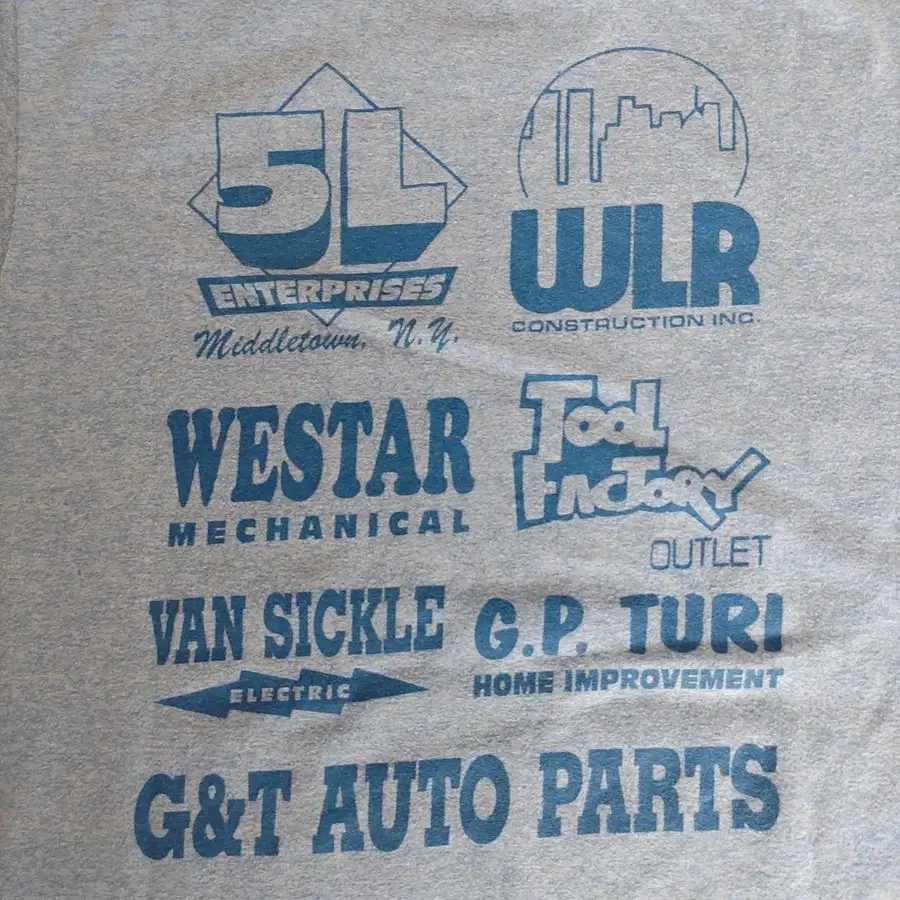 5L
ENTERPRISES
Middletown, N.Y.
WLR
CONSTRUCTION INC.
WESTAR
MECHANICAL
TOOL
FACTORY
OUTLET
VAN SICKLE
ELECTRIC
G.P. TURI
HOME IMPROVEMENT
G&T AUTO PARTS